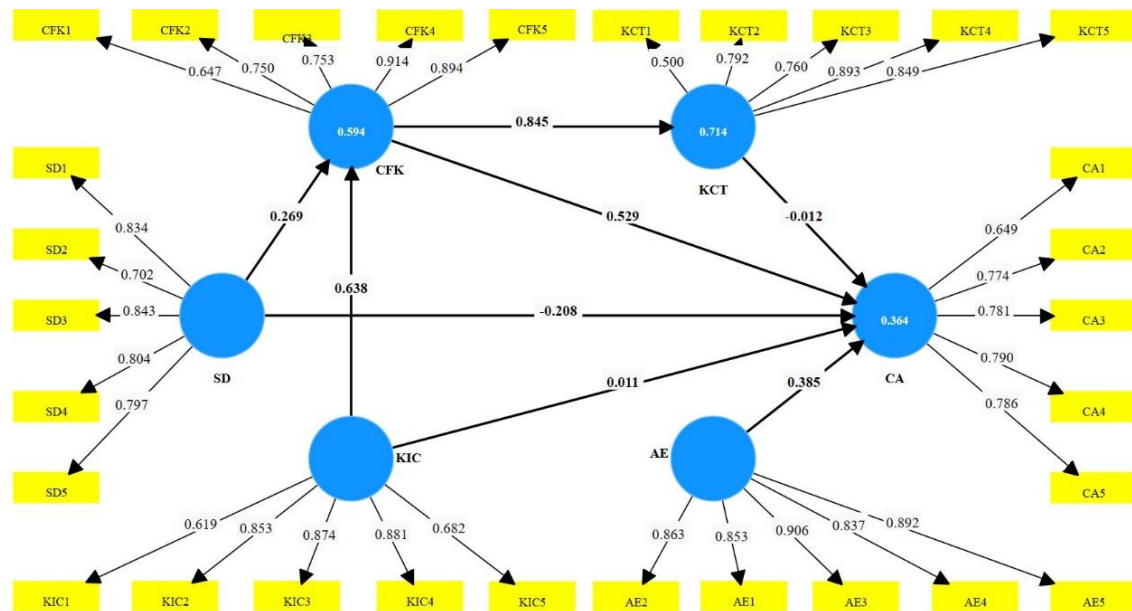 CFK1
CFK2
CFK3
CFK4
CFK5
KCT1
KCT2
KCT3
KCT4
KCT5
0.647
0.750
0.753
0.914
0.894
0.500
0.792
0.760
0.893
0.849
0.594
0.845
0.714
CFK
KCT
SD1
SD2
SD3
SD4
SD5
0.834
0.702
0.843
0.804
0.797
SD
0.269
0.638
0.529
-0.012
-0.208
0.011
0.385
0.364
CA
CA1
CA2
CA3
CA4
CA5
0.649
0.774
0.781
0.790
0.786
KIC
AE
0.619
0.853
0.874
0.881
0.682
0.863
0.853
0.906
0.837
0.892
KIC1
KIC2
KIC3
KIC4
KIC5
AE2
AE1
AE3
AE4
AE5